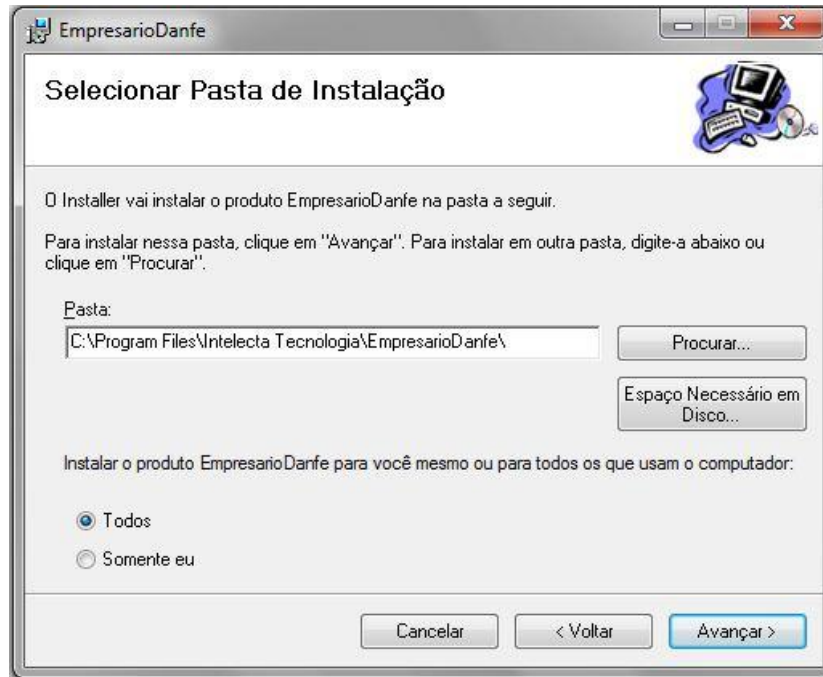 EmpresarioDanfe
Selecionar Pasta de Instalação
O Installer vai instalar o produto EmpresarioDanfe na pasta a seguir.
Para instalar nessa pasta, clique em "Avançar". Para instalar em outra pasta, digite-a abaixo ou
clique em "Procurar".
Pasta:
C:\Program Files\Intelecta Tecnologia\EmpresarioDanfe\
Procurar...
Espaço Necessário em
Disco...
Instalar o produto EmpresarioDanfe para você mesmo ou para todos os que usam o computador:
Todos
Somente eu
Cancelar
< Voltar
Avançar >